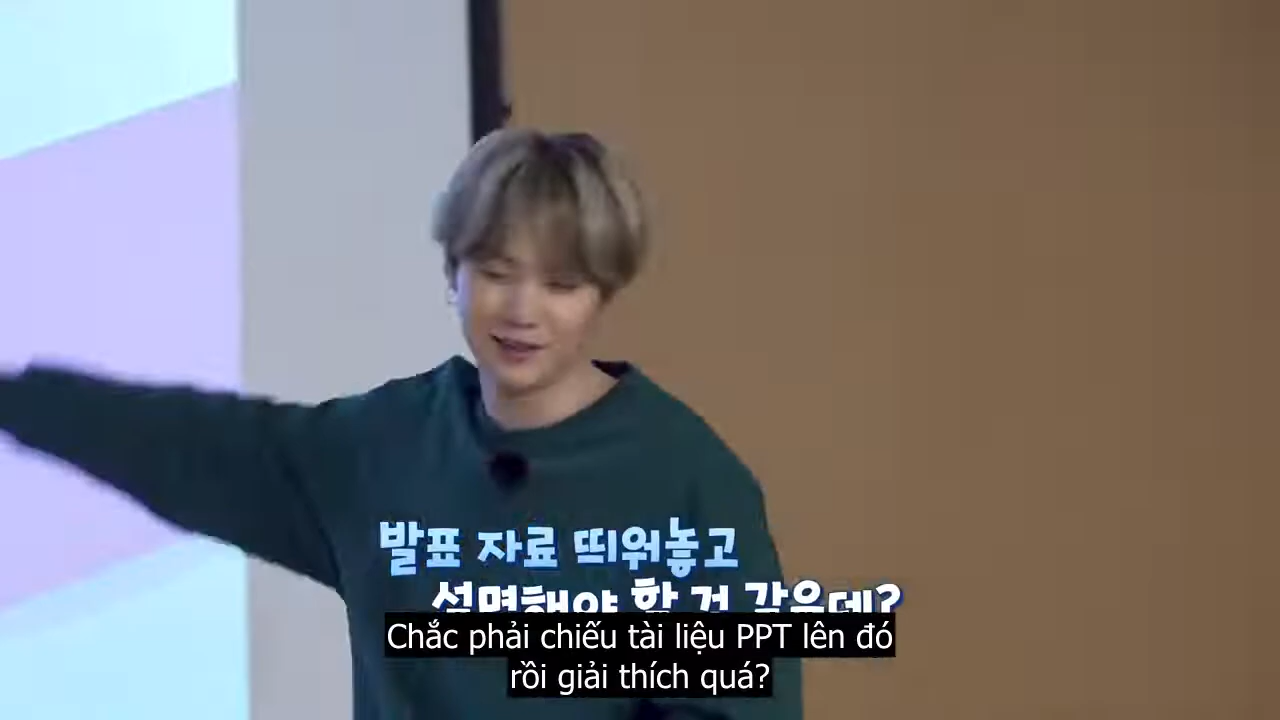 발표 자료 띄워놓고
설명해야 할 것 같은데?
Chắc phải chiếu tài liệu PPT lên đó
rồi giải thích quá?